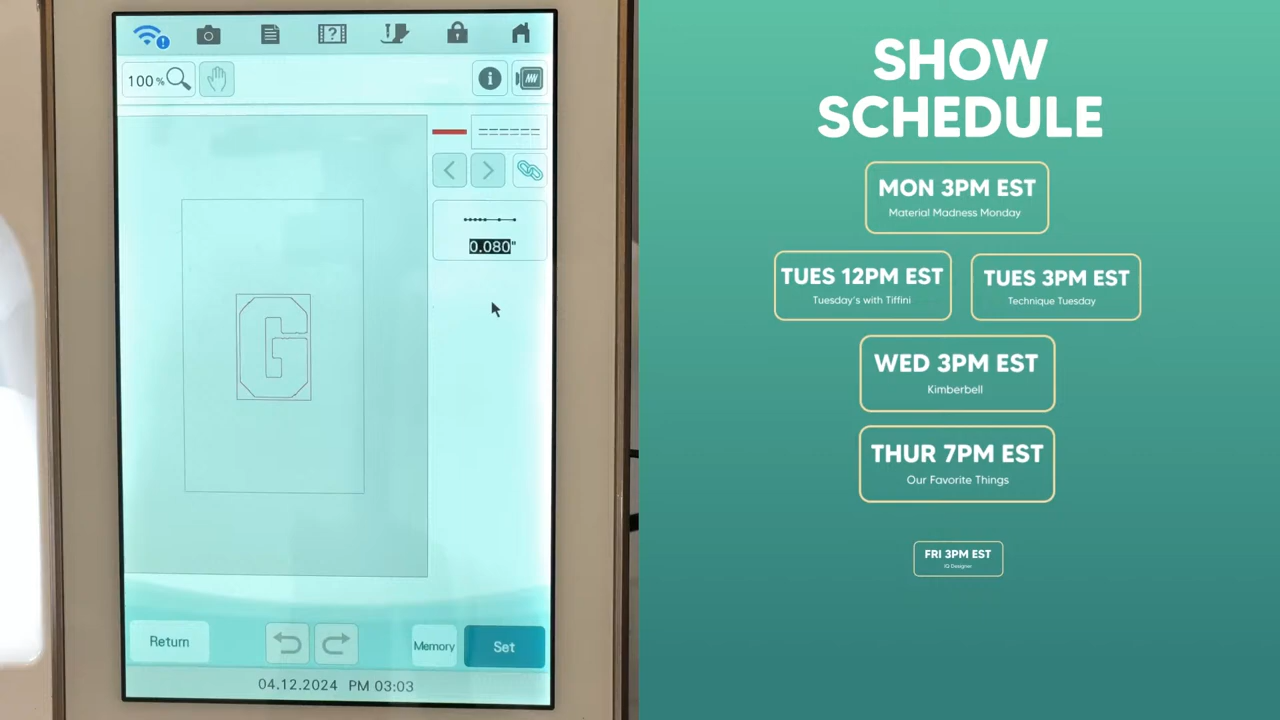 100%
0.080"
G
Return
Memory
Set
04.12.2024 PM 03:03
SHOW
SCHEDULE
MON 3PM EST
Material Madness Monday
TUES 12PM EST
Tuesday's with Tiffini
TUES 3PM EST
Technique Tuesday
WED 3PM EST
Kimberbell
THUR 7PM EST
Our Favorite Things
FRI 3PM EST
IQ Designer